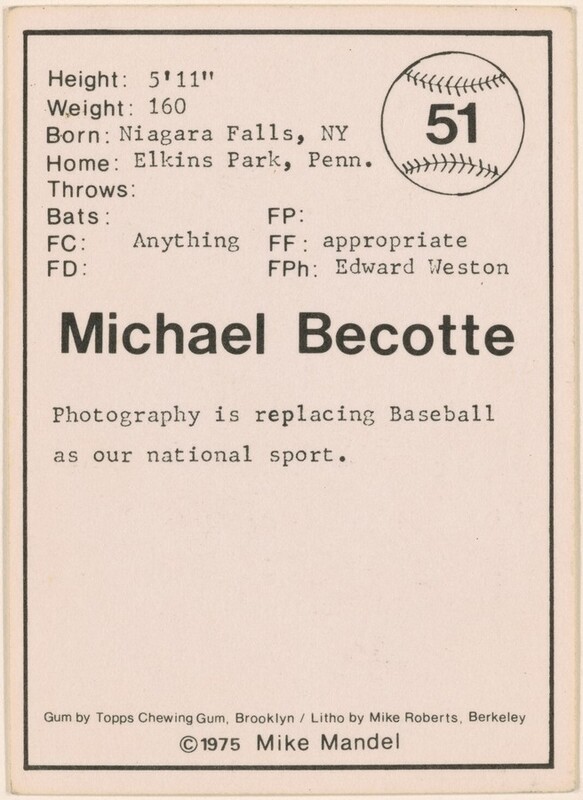 Height: 5'11"
Weight: 160
51
Born: Niagara Falls, NY
Home: Elkins Park, Penn.
Throws:
Bats: FP:
FC: Anything FF: appropriate
FD: FPh: Edward Weston
Michael Becotte
Photography is replacing Baseball
as our national sport.
Gum by Topps Chewing Gum, Brooklyn / Litho by Mike Roberts, Berkeley
©1975 Mike Mandel